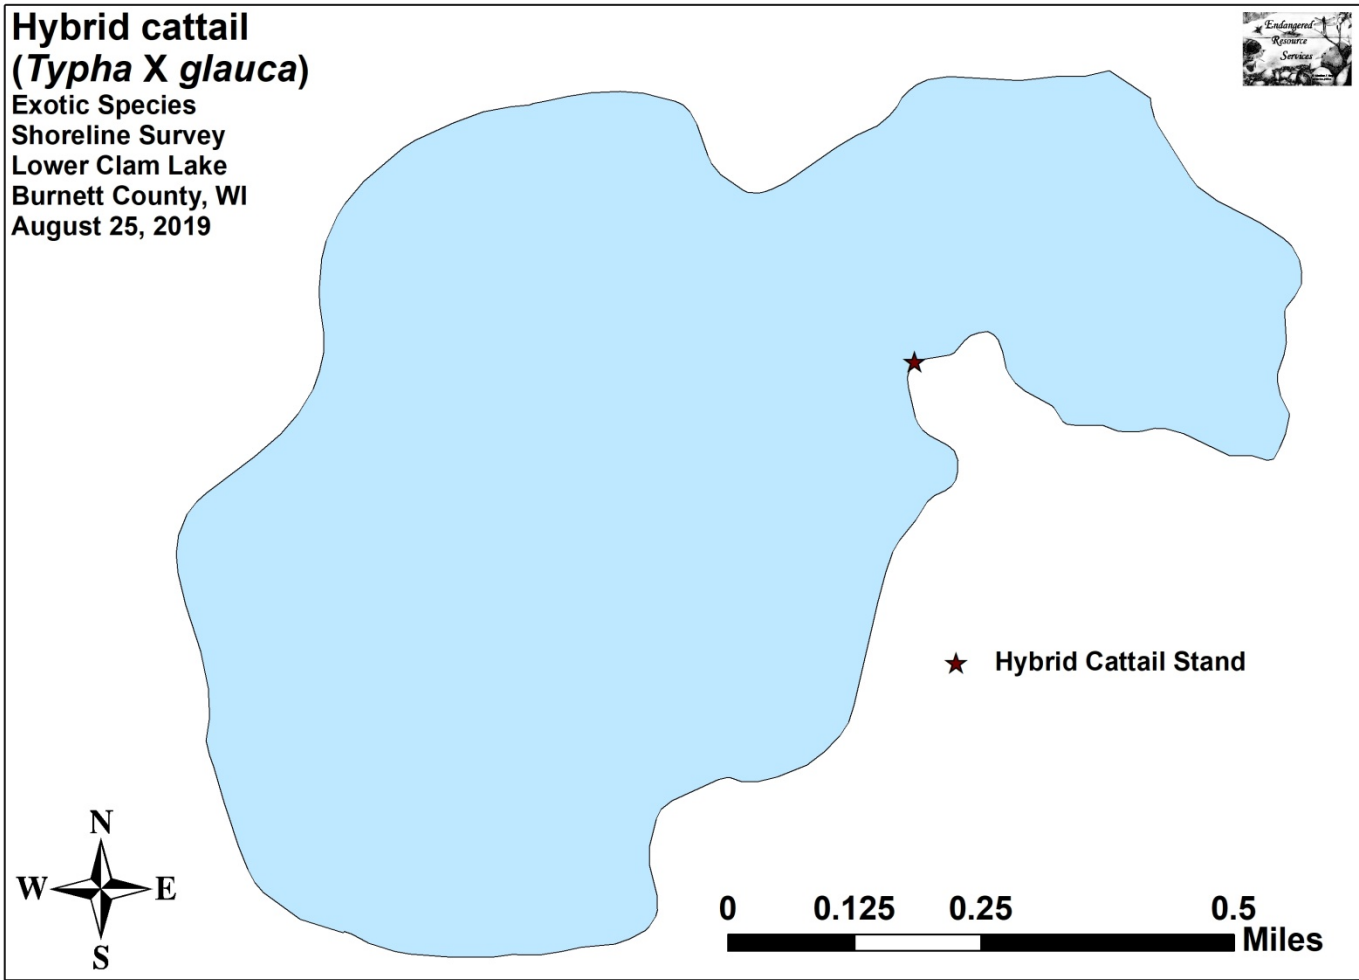 Hybrid cattail
(Typha X glauca)
Exotic Species
Shoreline Survey
Lower Clam Lake
Burnett County, WI
August 25, 2019
Endangered
Resource
Services
Hybrid Cattail Stand
N
W E
S
0 0.125 0.25 0.5
Miles